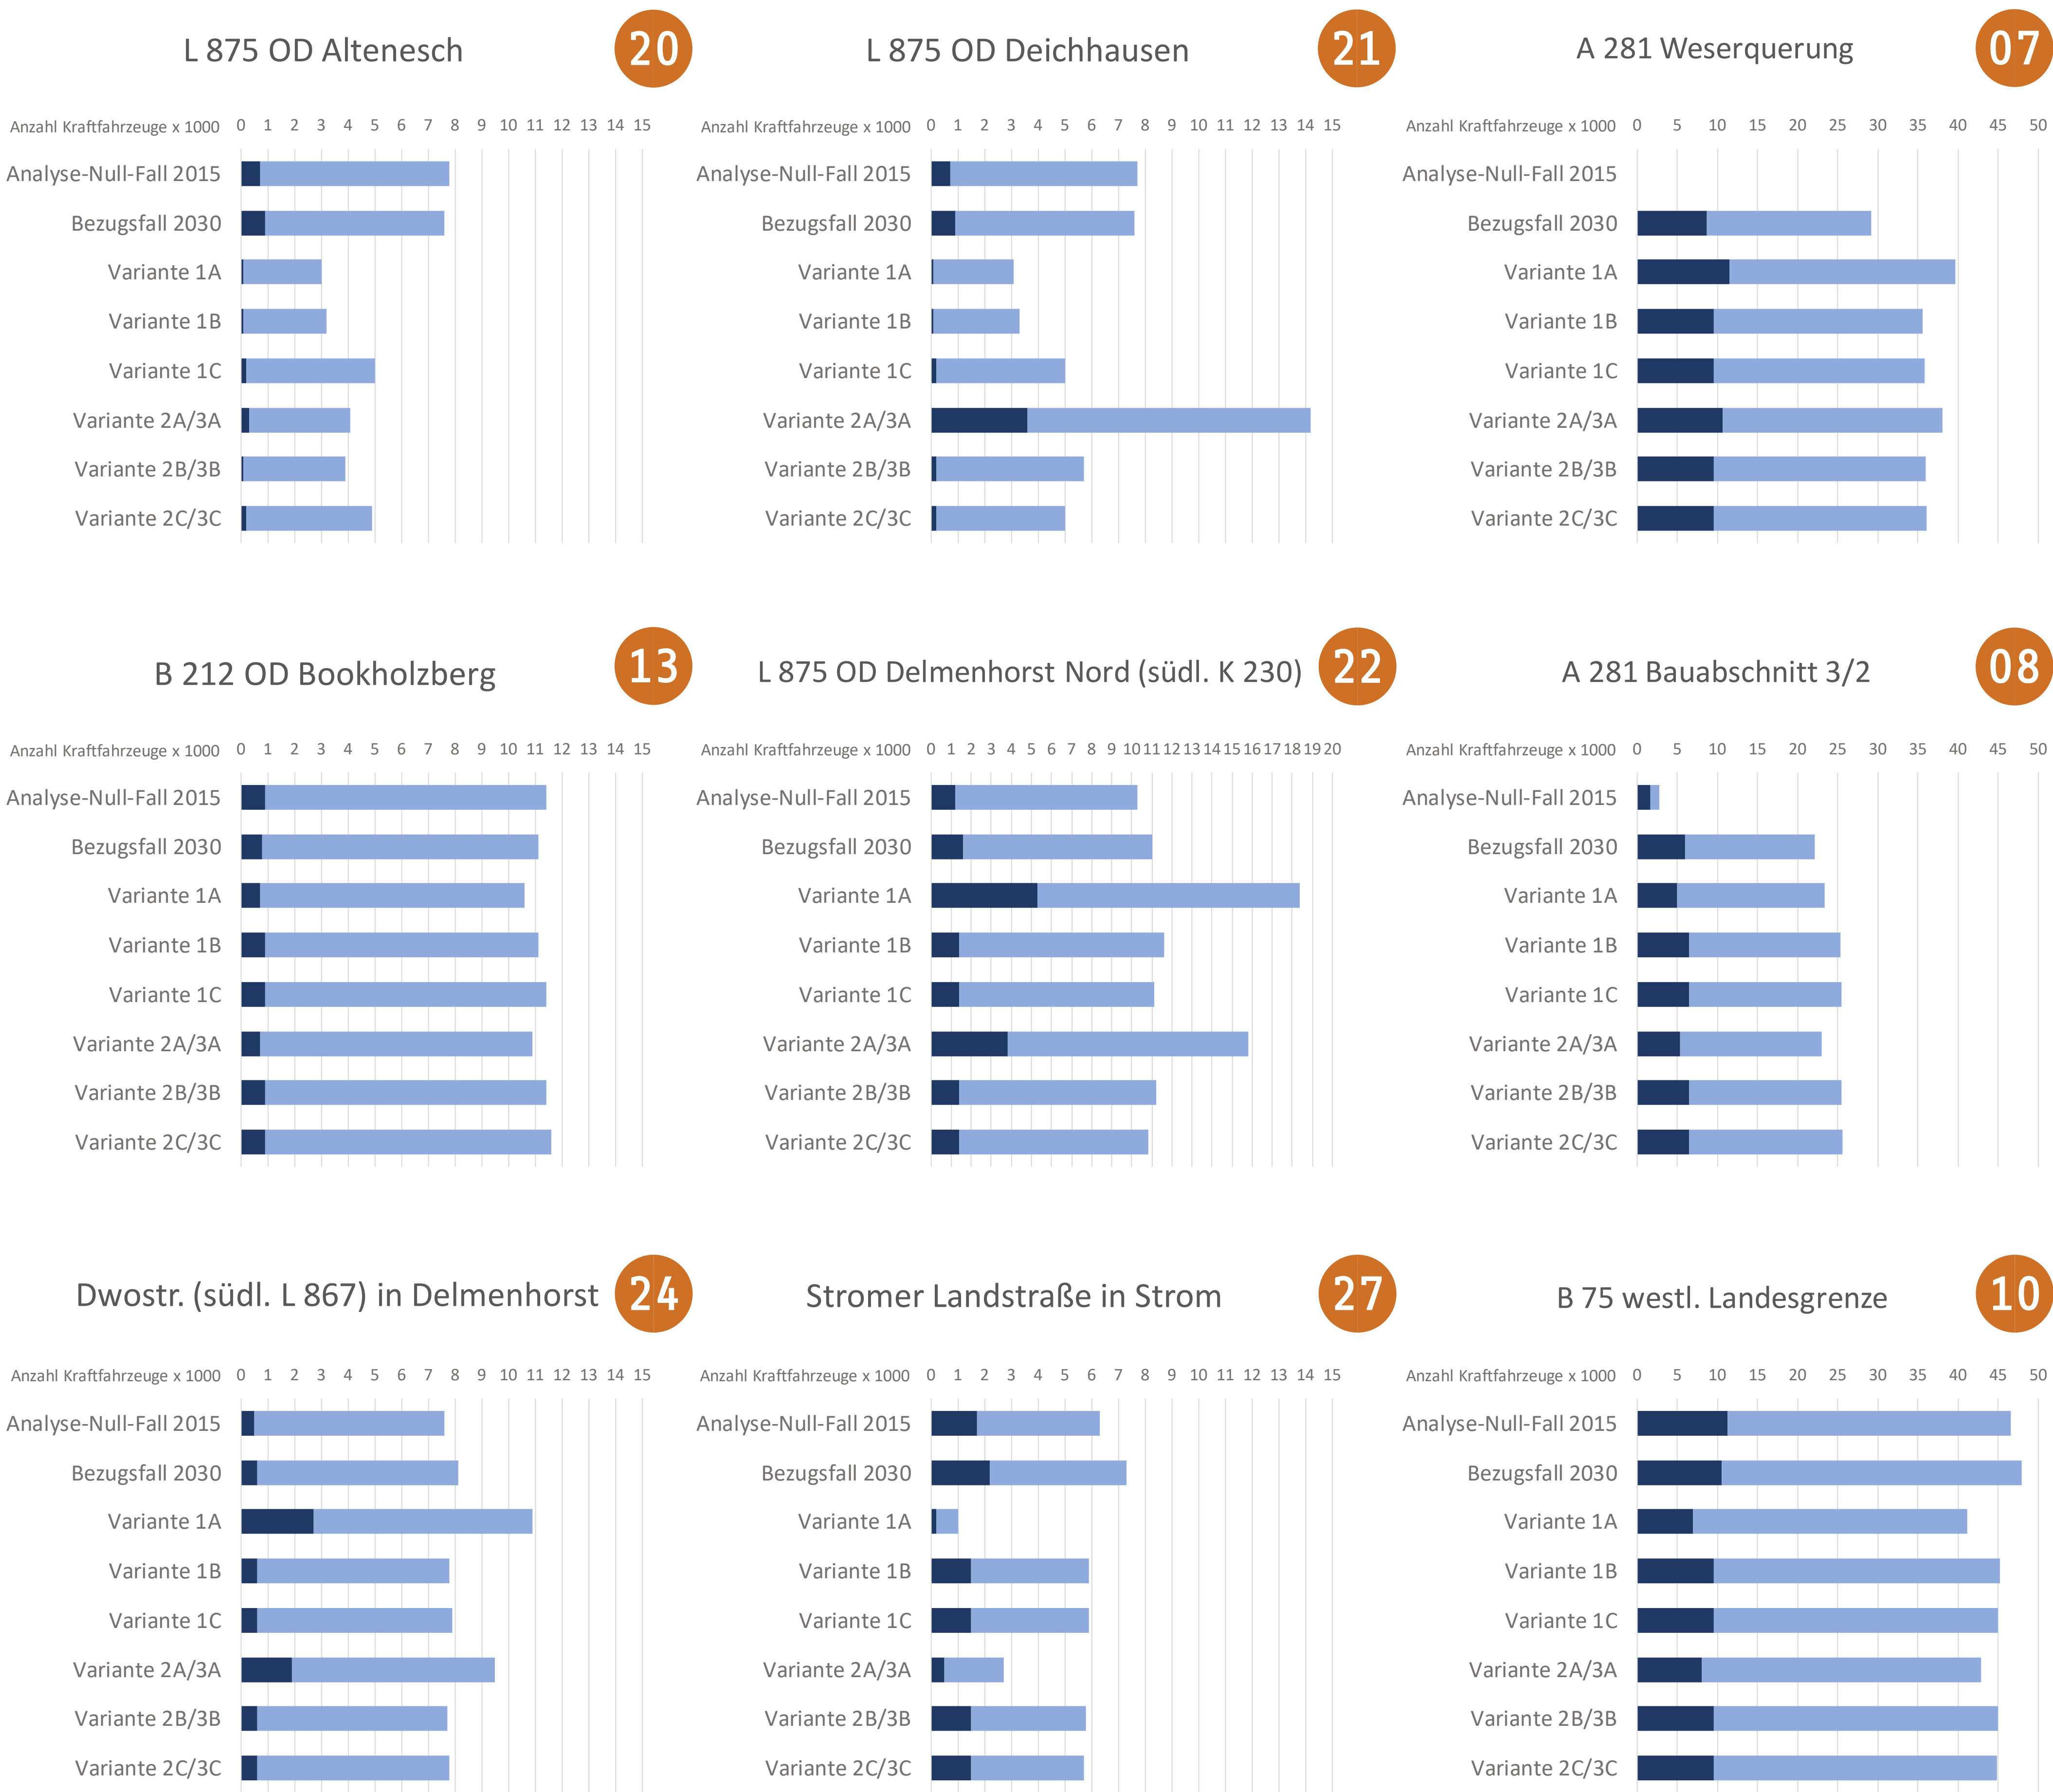 L 875 OD Altenesch
20
Anzahl Kraftfahrzeuge x 1000 0 1 2 3 4 5 6 7 8 9 10 11 12 13 14 15
Analyse-Null-Fall 2015
Bezugsfall 2030
Variante 1A
Variante 1B
Variante 1C
Variante 2A/3A
Variante 2B/3B
Variante 2C/3C
L 875 OD Deichhausen
21
Anzahl Kraftfahrzeuge x 1000 0 1 2 3 4 5 6 7 8 9 10 11 12 13 14 15
Analyse-Null-Fall 2015
Bezugsfall 2030
Variante 1A
Variante 1B
Variante 1C
Variante 2A/3A
Variante 2B/3B
Variante 2C/3C
A 281 Weserquerung
07
Anzahl Kraftfahrzeuge x 1000 0 5 10 15 20 25 30 35 40 45 50
Analyse-Null-Fall 2015
Bezugsfall 2030
Variante 1A
Variante 1B
Variante 1C
Variante 2A/3A
Variante 2B/3B
Variante 2C/3C
B 212 OD Bookholzberg
13
Anzahl Kraftfahrzeuge x 1000 0 1 2 3 4 5 6 7 8 9 10 11 12 13 14 15
Analyse-Null-Fall 2015
Bezugsfall 2030
Variante 1A
Variante 1B
Variante 1C
Variante 2A/3A
Variante 2B/3B
Variante 2C/3C
L 875 OD Delmenhorst Nord (südl. K 230)
22
Anzahl Kraftfahrzeuge x 1000 0 1 2 3 4 5 6 7 8 9 10 11 12 13 14 15 16 17 18 19 20
Analyse-Null-Fall 2015
Bezugsfall 2030
Variante 1A
Variante 1B
Variante 1C
Variante 2A/3A
Variante 2B/3B
Variante 2C/3C
A 281 Bauabschnitt 3/2
08
Anzahl Kraftfahrzeuge x 1000 0 5 10 15 20 25 30 35 40 45 50
Analyse-Null-Fall 2015
Bezugsfall 2030
Variante 1A
Variante 1B
Variante 1C
Variante 2A/3A
Variante 2B/3B
Variante 2C/3C
Dwostr. (südl. L 867) in Delmenhorst
24
Anzahl Kraftfahrzeuge x 1000 0 1 2 3 4 5 6 7 8 9 10 11 12 13 14 15
Analyse-Null-Fall 2015
Bezugsfall 2030
Variante 1A
Variante 1B
Variante 1C
Variante 2A/3A
Variante 2B/3B
Variante 2C/3C
Stromer Landstraße in Strom
27
Anzahl Kraftfahrzeuge x 1000 0 1 2 3 4 5 6 7 8 9 10 11 12 13 14 15
Analyse-Null-Fall 2015
Bezugsfall 2030
Variante 1A
Variante 1B
Variante 1C
Variante 2A/3A
Variante 2B/3B
Variante 2C/3C
B 75 westl. Landesgrenze
10
Anzahl Kraftfahrzeuge x 1000 0 5 10 15 20 25 30 35 40 45 50
Analyse-Null-Fall 2015
Bezugsfall 2030
Variante 1A
Variante 1B
Variante 1C
Variante 2A/3A
Variante 2B/3B
Variante 2C/3C